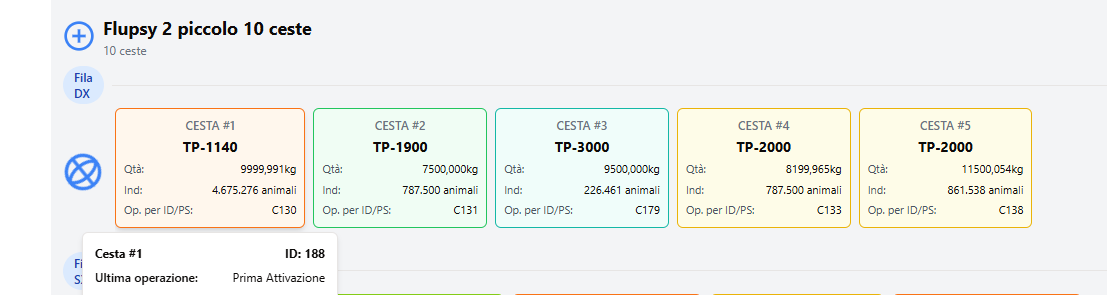 Flupsy 2 piccolo 10 ceste
10 ceste
Fila
DX
CESTA #1
TP-1140
Qtà: 9999,991kg
Ind: 4.675.276 animali
Op. per ID/PS: C130
CESTA #2
TP-1900
Qtà: 7500,000kg
Ind: 787.500 animali
Op. per ID/PS: C131
CESTA #3
TP-3000
Qtà: 9500,000kg
Ind: 226.461 animali
Op. per ID/PS: C179
CESTA #4
TP-2000
Qtà: 8199,965kg
Ind: 787.500 animali
Op. per ID/PS: C133
CESTA #5
TP-2000
Qtà: 11500,054kg
Ind: 861.538 animali
Op. per ID/PS: C138
Cesta #1 ID: 188
Ultima operazione: Prima Attivazione